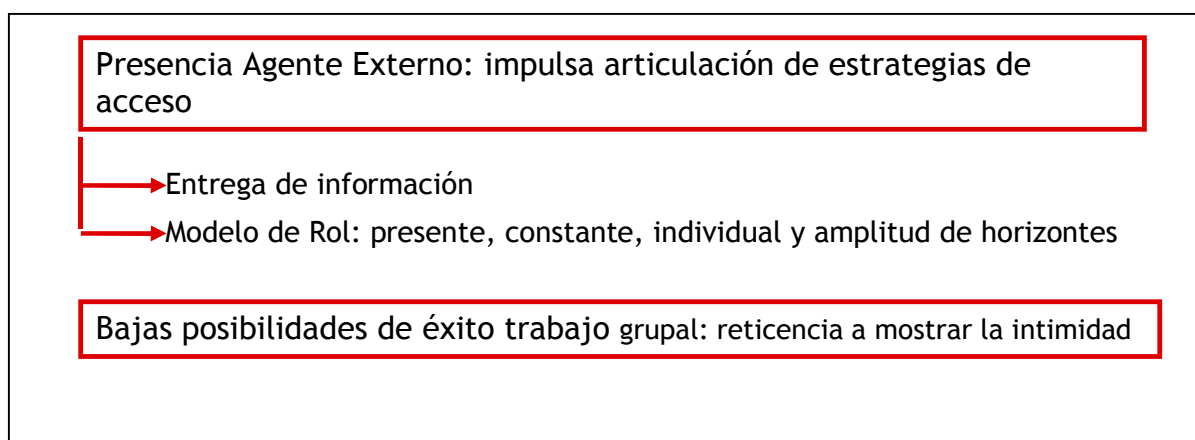 Presencia Agente Externo: impulsa articulación de estrategias de
acceso
Entrega de información
Modelo de Rol: presente, constante, individual y amplitud de horizontes
Bajas posibilidades de éxito trabajo grupal: reticencia a mostrar la intimidad